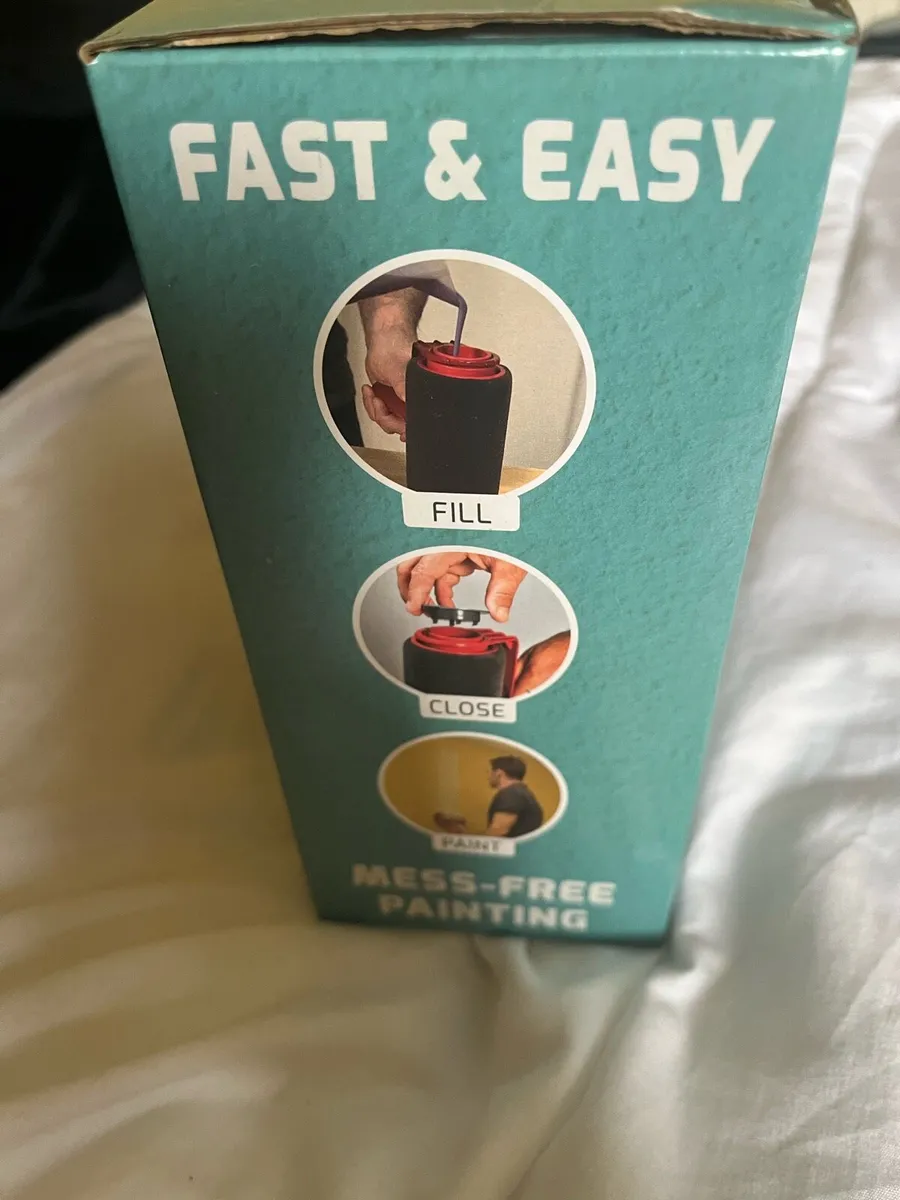 FAST & EASY
FILL
CLOSE
PAINT
MESS-FREE
PAINTING